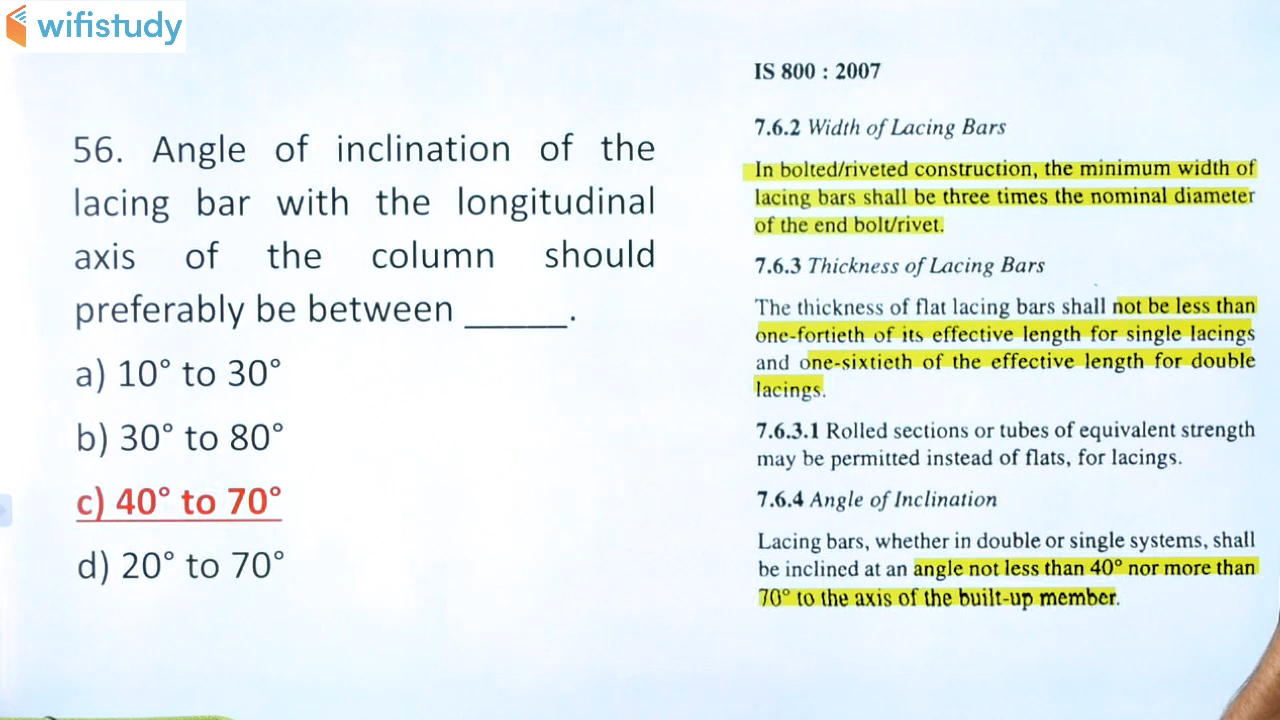 wifistudy
56. Angle of inclination of the
lacing bar with the longitudinal
axis of the column should
preferably be between _____.
a) 10° to 30°
b) 30° to 80°
c) 40° to 70°
d) 20° to 70°
IS 800 : 2007
7.6.2 Width of Lacing Bars
In bolted/riveted construction, the minimum width of
lacing bars shall be three times the nominal diameter
of the end bolt/rivet.
7.6.3 Thickness of Lacing Bars
The thickness of flat lacing bars shall not be less than
one-fortieth of its effective length for single lacings
and one-sixtieth of the effective length for double
lacings.
7.6.3.1 Rolled sections or tubes of equivalent strength
may be permitted instead of flats, for lacings.
7.6.4 Angle of Inclination
Lacing bars, whether in double or single systems, shall
be inclined at an angle not less than 40° nor more than
70° to the axis of the built-up member.